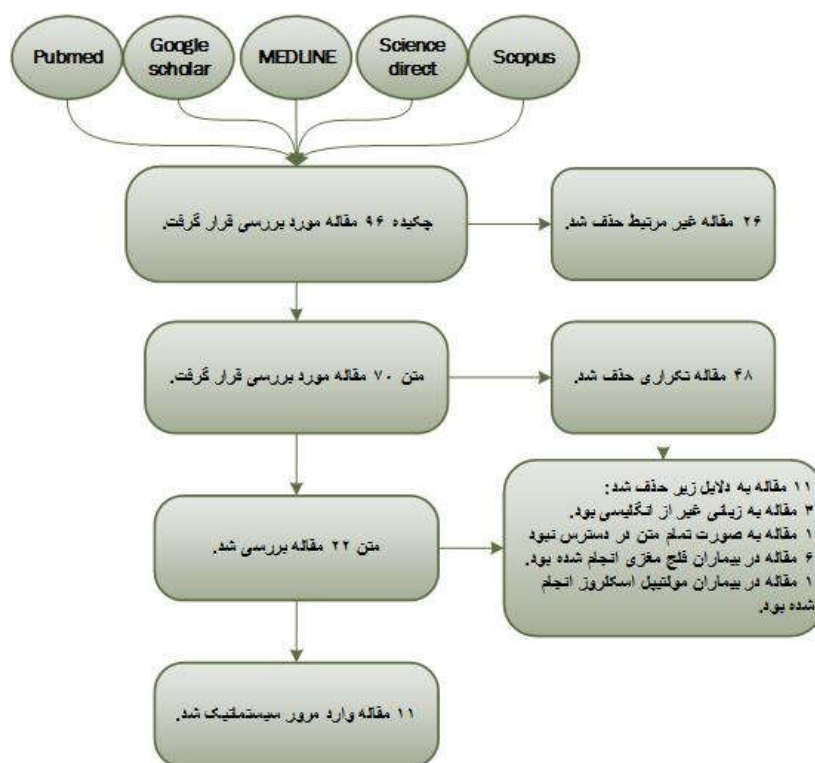 Pubmed
Google
scholar
MEDLINE
Science
direct
Scopus
چکیده ۹۶ مقاله مورد بررسی قرار گرفت.
۲۶ مقاله غیر مرتبط حذف شد.
متن ۷۰ مقاله مورد بررسی قرار گرفت.
۴۸ مقاله تکراری حذف شد.
متن ۲۲ مقاله بررسی شد.
۱۱ مقاله به دلایل زیر حذف شد:
۳ مقاله به زبانی غیر از انگلیسی بود.
۱ مقاله به صورت تمام متن در دسترس نبود
۶ مقاله در بیماران فلج مغزی انجام شده بود.
۱ مقاله در بیماران مولتیپل اسکلروز انجام
شده بود.
۱۱ مقاله وارد مرور سیستماتیک شد.